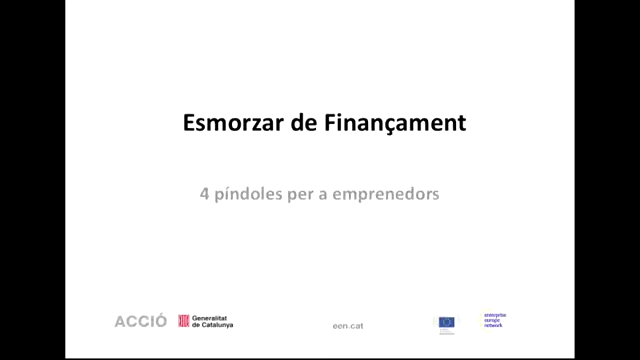 Esmorzar de Finançament
4 píndoles per a emprenedors
ACCIÓ
Generalitat
de Catalunya
een.cat
enterprise
europe
network